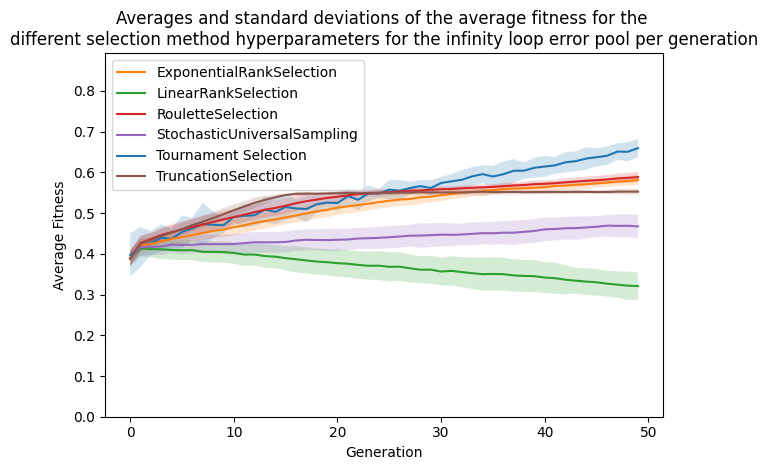 Averages and standard deviations of the average fitness for the
different selection method hyperparameters for the infinity loop error pool per generation
ExponentialRankSelection
LinearRankSelection
RouletteSelection
StochasticUniversalSampling
Tournament Selection
TruncationSelection
Average Fitness
0.8
0.7
0.6
0.5
0.4
0.3
0.2
0.1
0.0
0
10
20
30
40
50
Generation